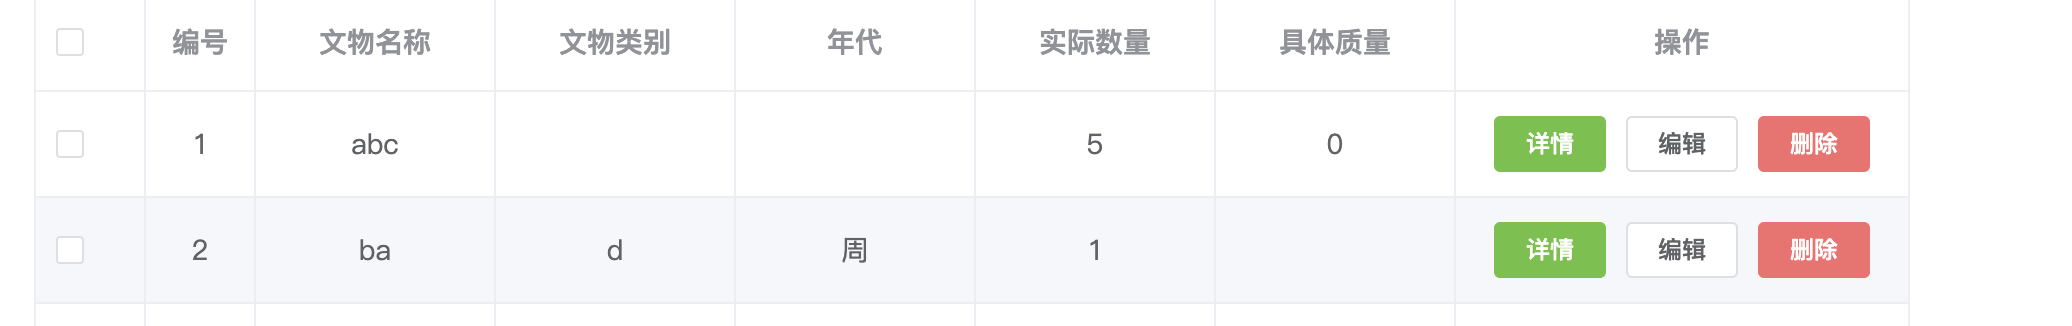 编号 文物名称 文物类别 年代 实际数量 具体质量 操作
1 abc 5 0 详情 编辑 删除
2 ba d 周 1 详情 编辑 删除